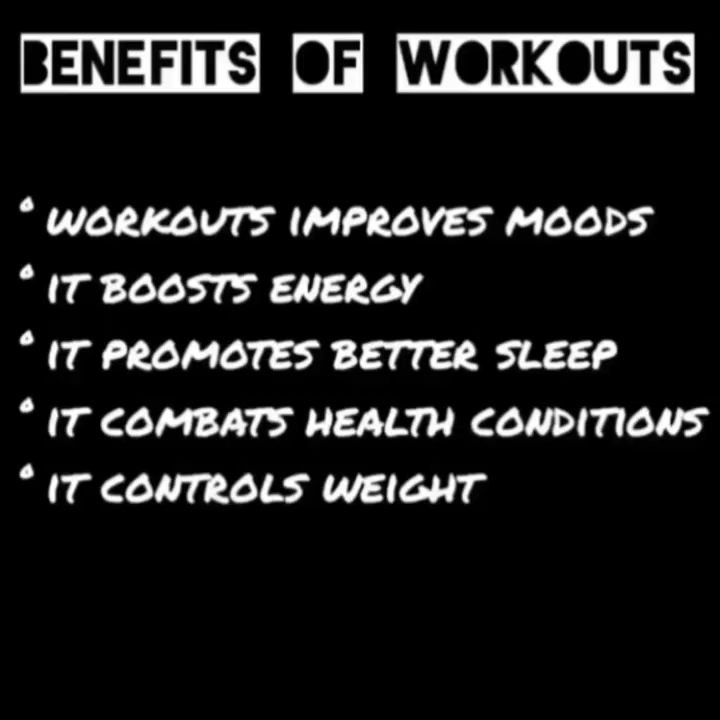 BENEFITS OF WORKOUTS
° WORKOUTS IMPROVES MOODS
° IT BOOSTS ENERGY
° IT PROMOTES BETTER SLEEP
° IT COMBATS HEALTH CONDITIONS
° IT CONTROLS WEIGHT